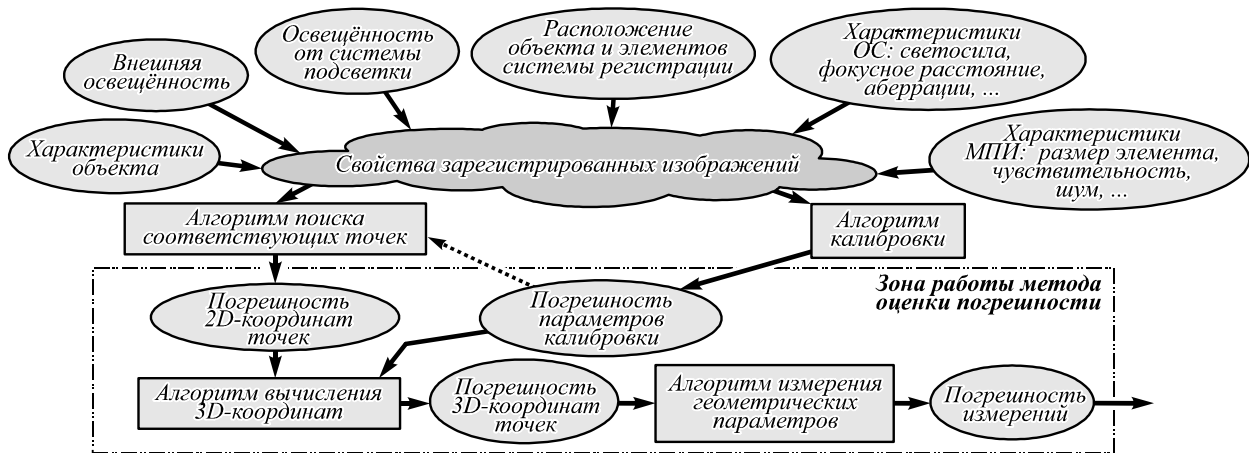 Внешняя
освещённость
Освещённость
от системы
подсветки
Расположение
объекта и элементов
системы регистрации
Характеристики
ОС: светосила,
фокусное расстояние,
аберрации, ...
Характеристики
объекта
Свойства зарегистрированных изображений
Характеристики
МПИ: размер элемента,
чувствительность,
шум, ...
Алгоритм поиска
соответствующих точек
Алгоритм
калибровки
Зона работы метода
оценки погрешности
Погрешность
2D-координат
точек
Погрешность
параметров
калибровки
Алгоритм вычисления
3D-координат
Погрешность
3D-координат
точек
Алгоритм измерения
геометрических
параметров
Погрешность
измерений